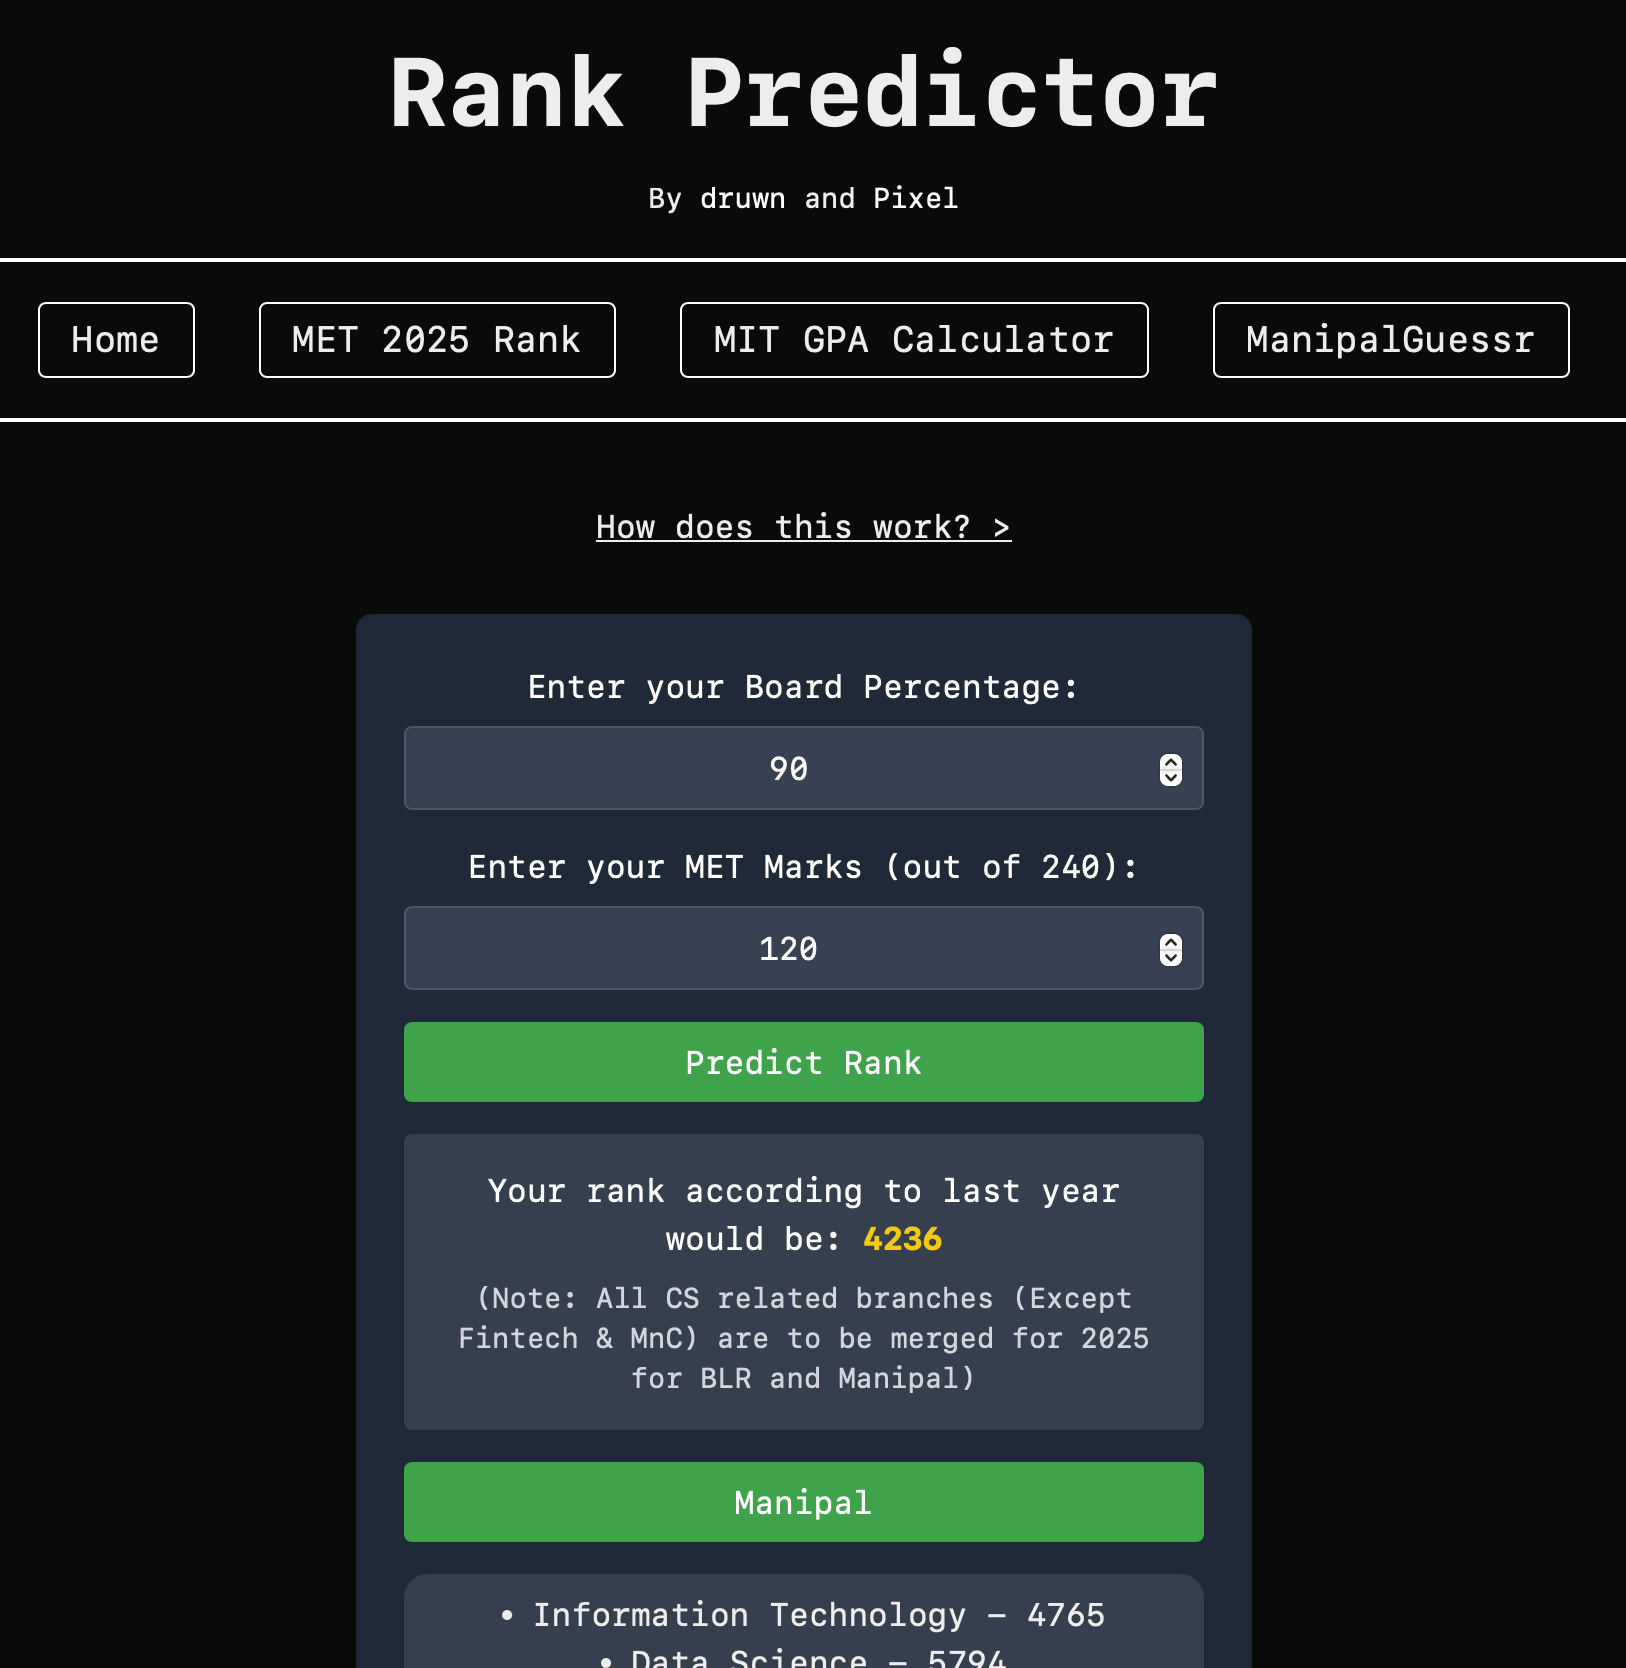 Rank Predictor
By druwn and Pixel
Home
MET 2025 Rank
MIT GPA Calculator
ManipalGuessr
How does this work? >
Enter your Board Percentage:
90
Enter your MET Marks (out of 240):
120
Predict Rank
Your rank according to last year
would be: 4236
(Note: All CS related branches (Except
Fintech & MnC) are to be merged for 2025
for BLR and Manipal)
Manipal
• Information Technology – 4765
• Data Science – 5794